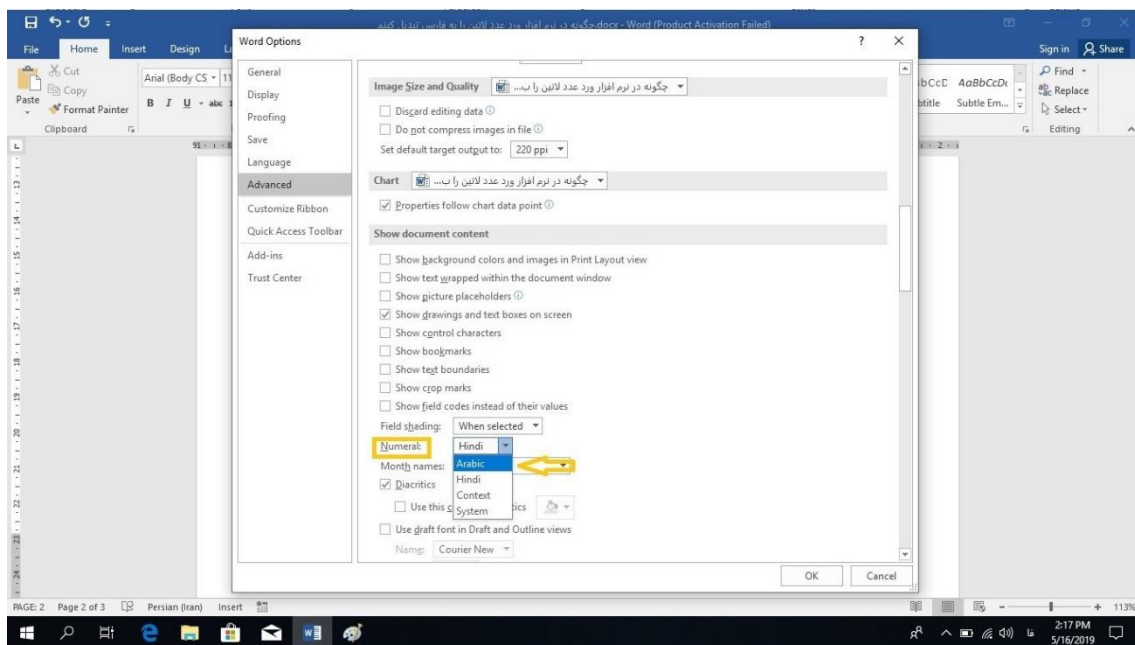 چگونه در نرم افزار ورد عدد لاتین را به فارسی تبدیل کنیم.docx - Word (Product Activation Failed)
File Home Insert Design Sign in Share
Word Options
Cut
Copy
Paste
Format Painter
Clipboard
Arial (Body CS 11
B I U abc
Find
Replace
Select
Editing
AaBbCcDc
btitle Subtle Em...
General
Display
Proofing
Save
Language
Advanced
Customize Ribbon
Quick Access Toolbar
Add-ins
Trust Center
Image Size and Quality چگونه در نرم افزار ورد عدد لاتین را ب...
Discard editing data
Do not compress images in file
Set default target output to: 220 ppi
Chart چگونه در نرم افزار ورد عدد لاتین را ب...
Properties follow chart data point
Show document content
Show background colors and images in Print Layout view
Show text wrapped within the document window
Show picture placeholders
Show drawings and text boxes on screen
Show control characters
Show bookmarks
Show text boundaries
Show crop marks
Show field codes instead of their values
Field shading: When selected
Numeral: Hindi
Arabic
Month names:
Hindi
Diacritics
Context
Use this
System
Use draft font in Draft and Outline views
Name: Courier New
OK Cancel
PAGE: 2 Page 2 of 3 Persian (Iran) Insert 113%
فا 2:17 PM
5/16/2019